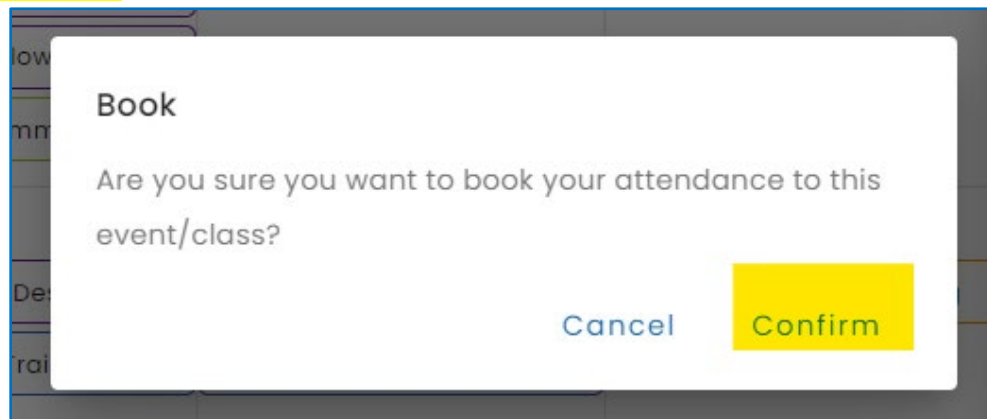 Book
Are you sure you want to book your attendance to this
event/class?
Cancel Confirm